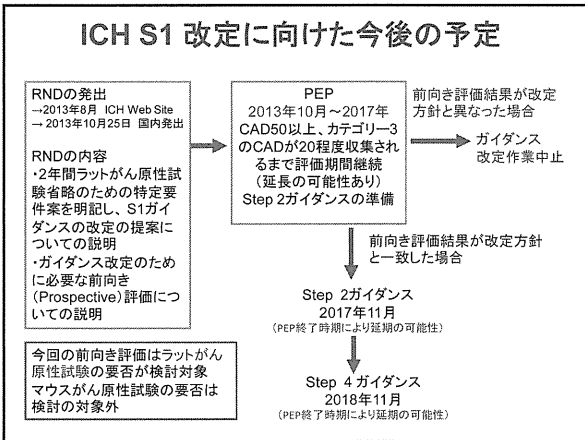 ICH S1 改定に向けた今後の予定
RNDの発出
→2013年8月 ICH Web Site
→2013年10月25日 国内発出
RNDの内容
・2年間ラットがん原性試
験省略のための特定要
件案を明記し、S1ガイ
ダンスの改定の提案に
ついての説明
・ガイダンス改定のため
に必要な前向き
(Prospective)評価につ
いての説明
PEP
2013年10月～2017年
CAD50以上、カテゴリー3
のCADが20程度収集され
るまで評価期間継続
(延長の可能性あり)
Step 2ガイダンスの準備
前向き評価結果が改定
方針と異なった場合
ガイダンス
改定作業中止
前向き評価結果が改定方針
と一致した場合
Step 2ガイダンス
2017年11月
(PEP終了時期により延期の可能性)
Step 4 ガイダンス
2018年11月
(PEP終了時期により延期の可能性)
今回の前向き評価はラットがん
原性試験の要否が検討対象
マウスがん原性試験の要否は
検討の対象外